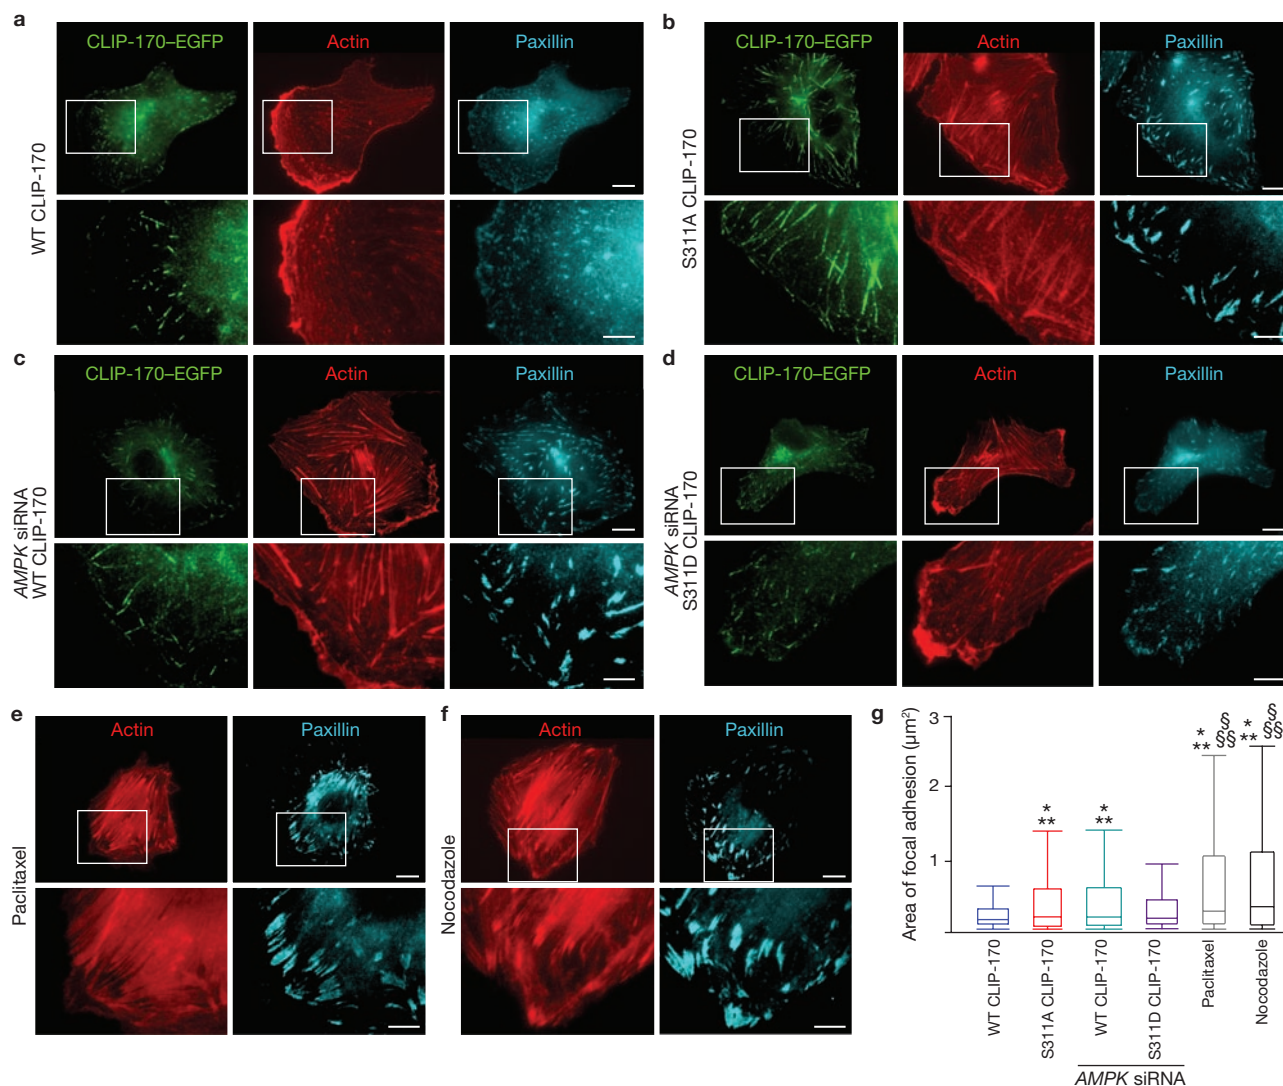 a
CLIP-170–EGFP
Actin
Paxillin
WT CLIP-170
b
CLIP-170–EGFP
Actin
Paxillin
S311A CLIP-170
c
CLIP-170–EGFP
Actin
Paxillin
AMPK siRNA
WT CLIP-170
d
CLIP-170–EGFP
Actin
Paxillin
AMPK siRNA
S311D CLIP-170
e
Actin
Paxillin
Paclitaxel
f
Actin
Paxillin
Nocodazole
g
Area of focal adhesion (μm²)
3
2
1
*
**
*
**
*
**
§
§§
*
**
§
§§
WT CLIP-170
S311A CLIP-170
WT CLIP-170
S311D CLIP-170
Paclitaxel
Nocodazole
AMPK siRNA